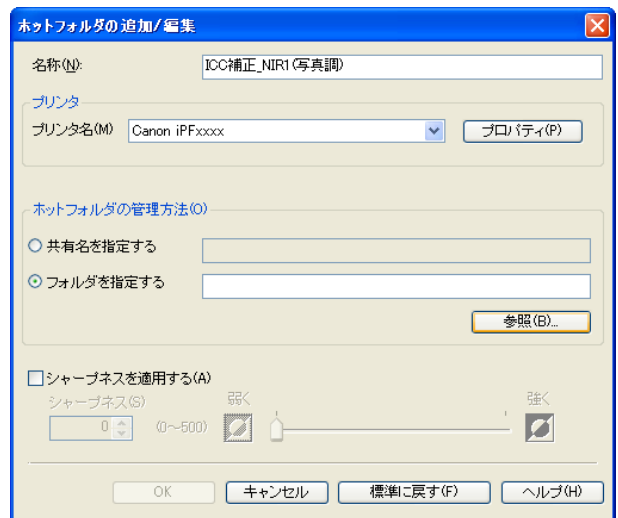 ホットフォルダの追加/編集
名称(N): ICC補正_NIR1(写真調)
プリンタ
プリンタ名(M) Canon iPFxxxx プロパティ(P)
ホットフォルダの管理方法(O)
共有名を指定する
フォルダを指定する
参照(B)...
シャープネスを適用する(A)
シャープネス(S) 弱く 強く
0 (0～500)
OK キャンセル 標準に戻す(F) ヘルプ(H)